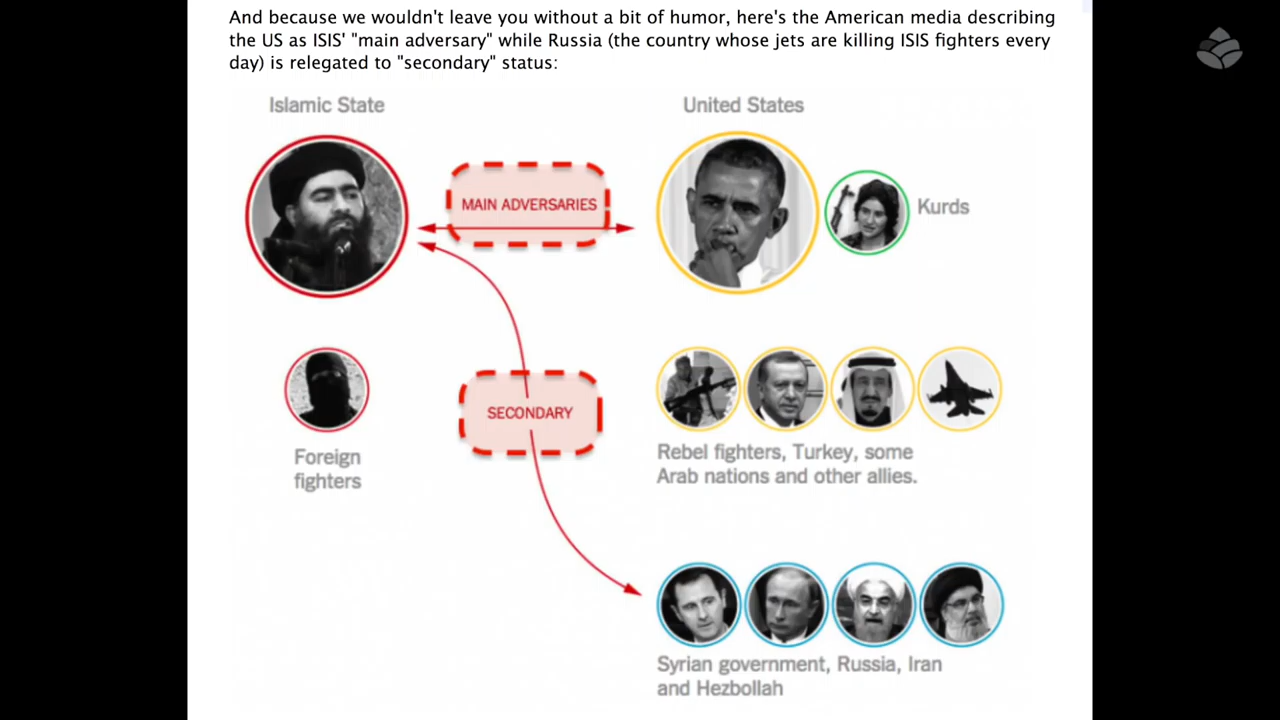 And because we wouldn't leave you without a bit of humor, here's the American media describing
the US as ISIS' "main adversary" while Russia (the country whose jets are killing ISIS fighters every
day) is relegated to "secondary" status:
Islamic State
United States
MAIN ADVERSARIES
Kurds
SECONDARY
Foreign
fighters
Rebel fighters, Turkey, some
Arab nations and other allies.
Syrian government, Russia, Iran
and Hezbollah